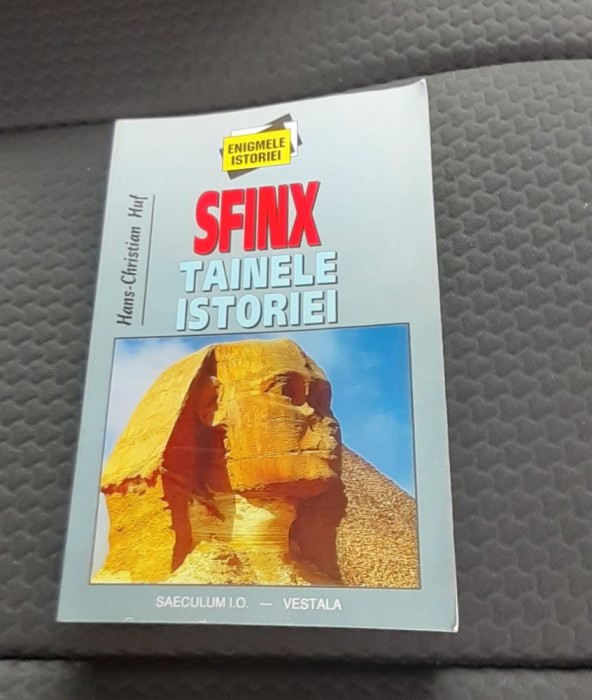 ENIGMELE
ISTORIEI
SFINX
TAINELE
ISTORIEI
Hans-Christian Huf
SAECULUM I.O. — VESTALA